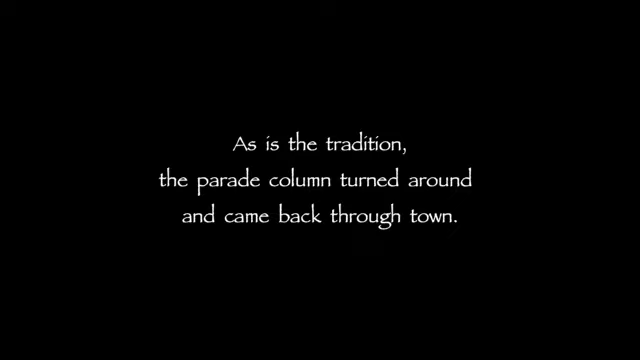 As is the tradition,
the parade column turned around
and came back through town.